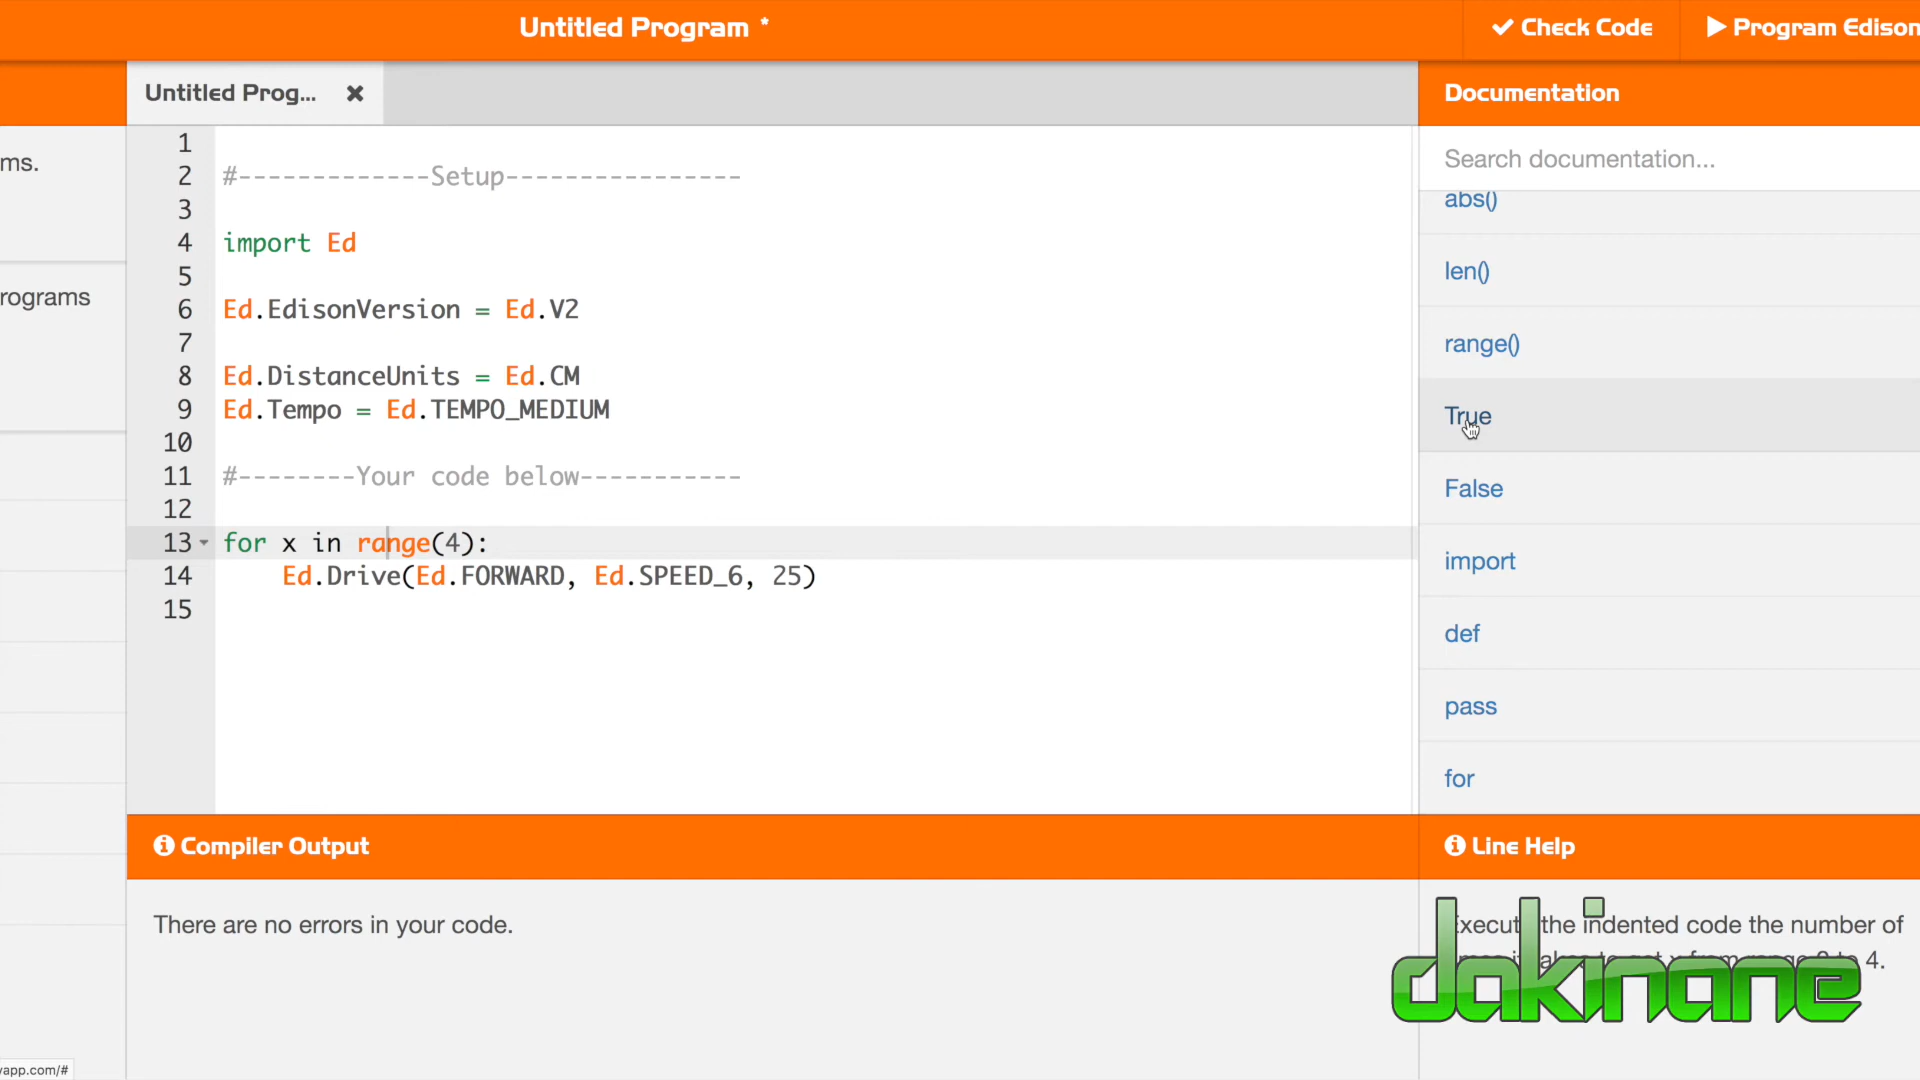 Untitled Program *
Check Code
Program Edison
Untitled Prog...
Documentation
ms.
rograms
1
2 #-------------Setup----------------
3
4 import Ed
5
6 Ed.EdisonVersion = Ed.V2
7
8 Ed.DistanceUnits = Ed.CM
9 Ed.Tempo = Ed.TEMPO_MEDIUM
10
11 #--------Your code below-----------
12
13 for x in range(4):
14 Ed.Drive(Ed.FORWARD, Ed.SPEED_6, 25)
15
Search documentation...
abs()
len()
range()
True
False
import
def
pass
for
Compiler Output
There are no errors in your code.
Line Help
the indented code the number of
4.
dakinane
yapp.com/#